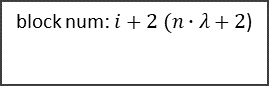 block num: i + 2 (n · λ + 2)